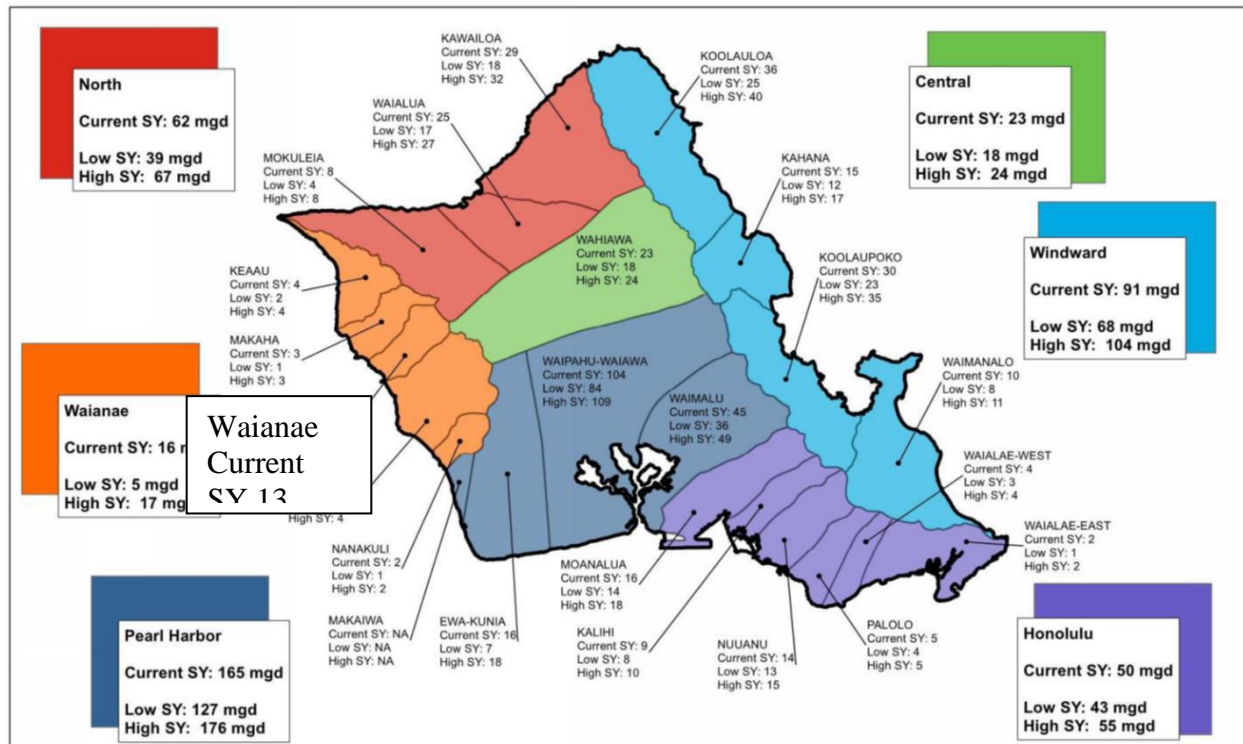 North
Current SY: 62 mgd
Low SY: 39 mgd
High SY: 67 mgd
KAWAILOA
Current SY: 29
Low SY: 18
High SY: 32
KOOLAULOA
Current SY: 36
Low SY: 25
High SY: 40
Central
Current SY: 23 mgd
Low SY: 18 mgd
High SY: 24 mgd
WAIALUA
Current SY: 25
Low SY: 17
High SY: 27
MOKULEIA
Current SY: 8
Low SY: 4
High SY: 8
KAHANA
Current SY: 15
Low SY: 12
High SY: 17
WAHIAWA
Current SY: 23
Low SY: 18
High SY: 24
KOOLAUPOKO
Current SY: 30
Low SY: 23
High SY: 35
Windward
Current SY: 91 mgd
Low SY: 68 mgd
High SY: 104 mgd
KEAAU
Current SY: 4
Low SY: 2
High SY: 4
MAKAHA
Current SY: 3
Low SY: 1
High SY: 3
WAIPAHU-WAIAWA
Current SY: 104
Low SY: 84
High SY: 109
WAIMALU
Current SY: 45
Low SY: 36
High SY: 49
WAIMANALO
Current SY: 10
Low SY: 8
High SY: 11
Waianae
Current SY: 16
Low SY: 5 mgd
High SY: 17 mg
Waianae
Current
SY 13
High SY: 4
WAIALAE-WEST
Current SY: 4
Low SY: 3
High SY: 4
WAIALAE-EAST
Current SY: 2
Low SY: 1
High SY: 2
NANAKULI
Current SY: 2
Low SY: 1
High SY: 2
MAKAIWA
Current SY: NA
Low SY: NA
High SY: NA
EWA-KUNIA
Current SY: 16
Low SY: 7
High SY: 18
MOANALUA
Current SY: 16
Low SY: 14
High SY: 18
KALIHI
Current SY: 9
Low SY: 8
High SY: 10
NUUANU
Current SY: 14
Low SY: 13
High SY: 15
PALOLO
Current SY: 5
Low SY: 4
High SY: 5
Pearl Harbor
Current SY: 165 mgd
Low SY: 127 mgd
High SY: 176 mgd
Honolulu
Current SY: 50 mgd
Low SY: 43 mgd
High SY: 55 mgd